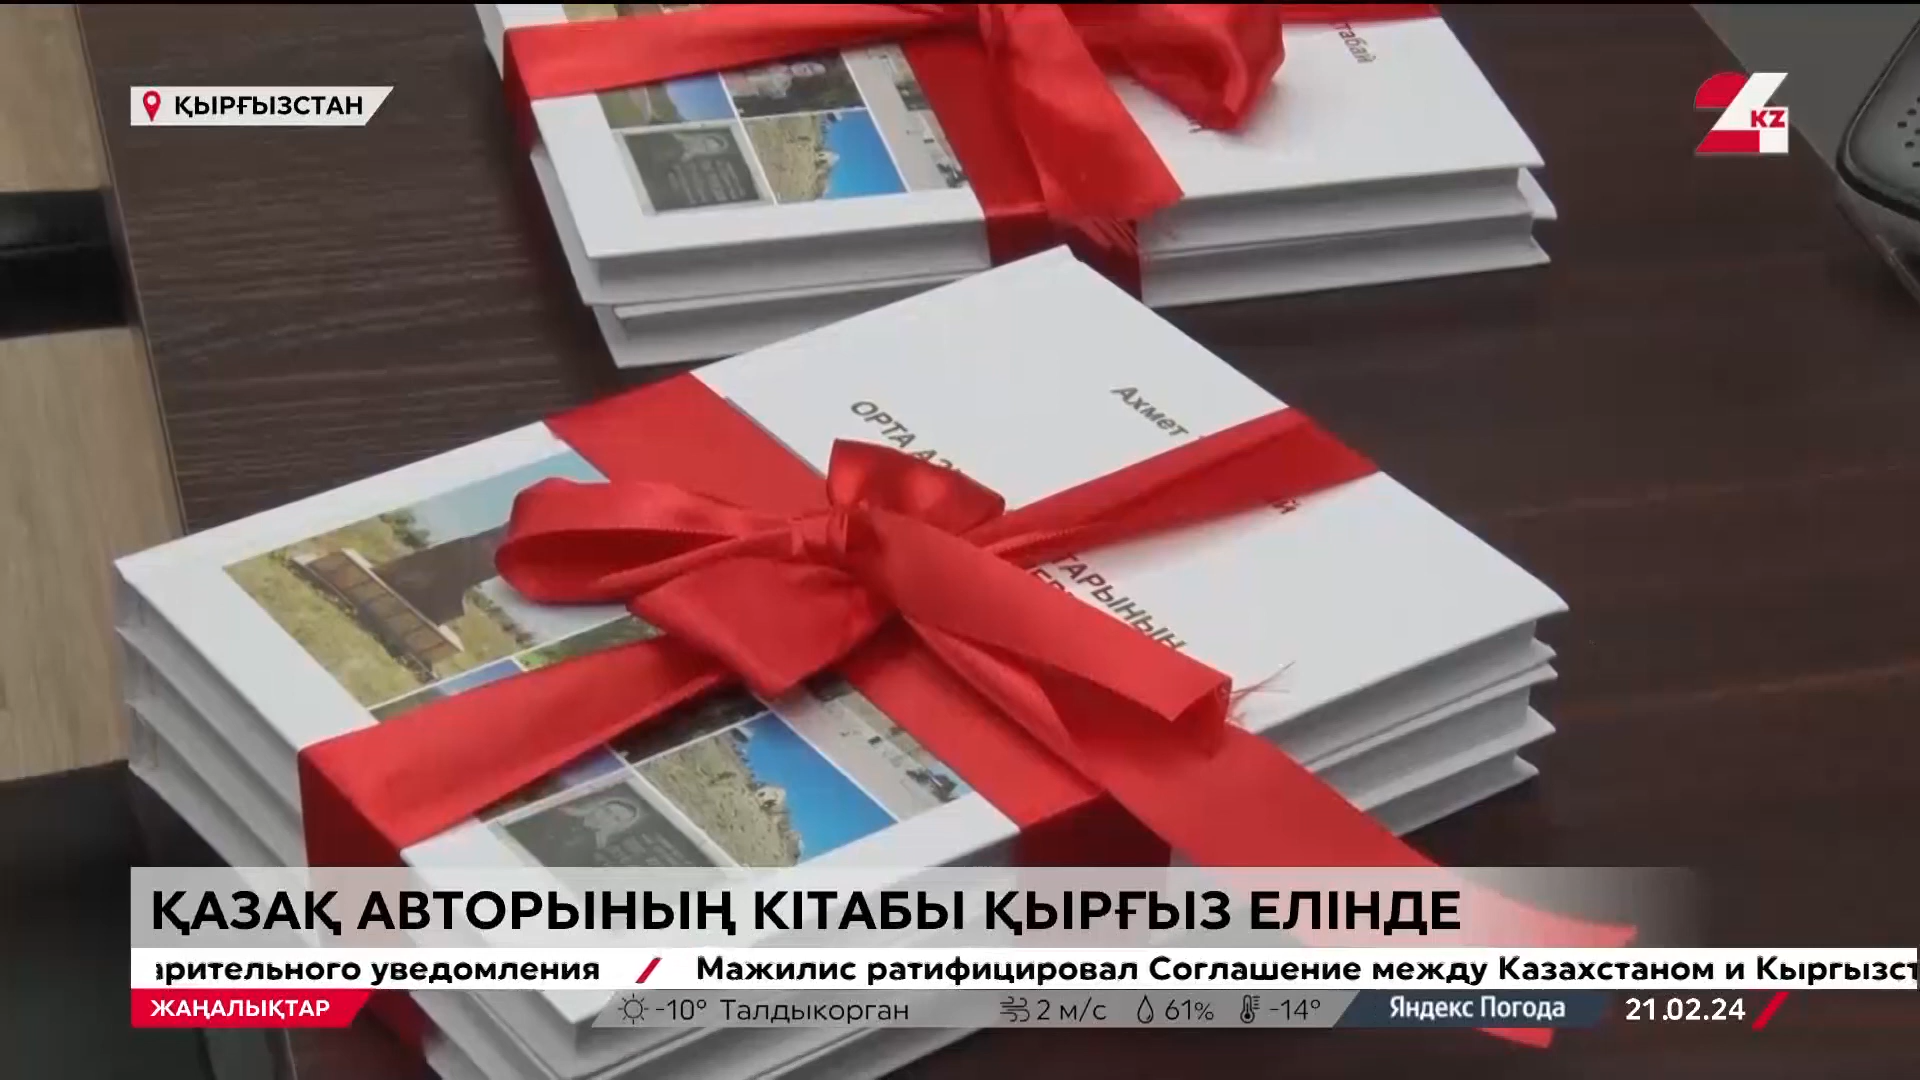 ҚЫРҒЫЗСТАН
24 KZ
Ахмет
ОРТА
ТАРЫНЫҢ
ҚАЗАҚ АВТОРЫНЫҢ КІТАБЫ ҚЫРҒЫЗ ЕЛІНДЕ
арительного уведомления / Мажилис ратифицировал Соглашение между Казахстаном и Кыргызст
ЖАҢАЛЫҚТАР
-10° Талдыкорган 2 м/с 61% -14° Яндекс Погода 21.02.24